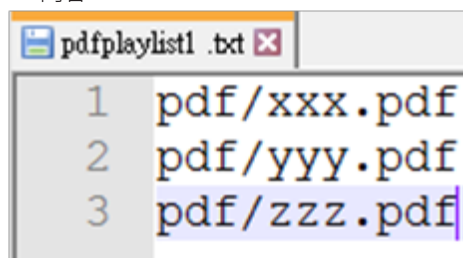 pdfplaylist1 .txt
1 pdf/xxx.pdf
2 pdf/yyy.pdf
3 pdf/zzz.pdf